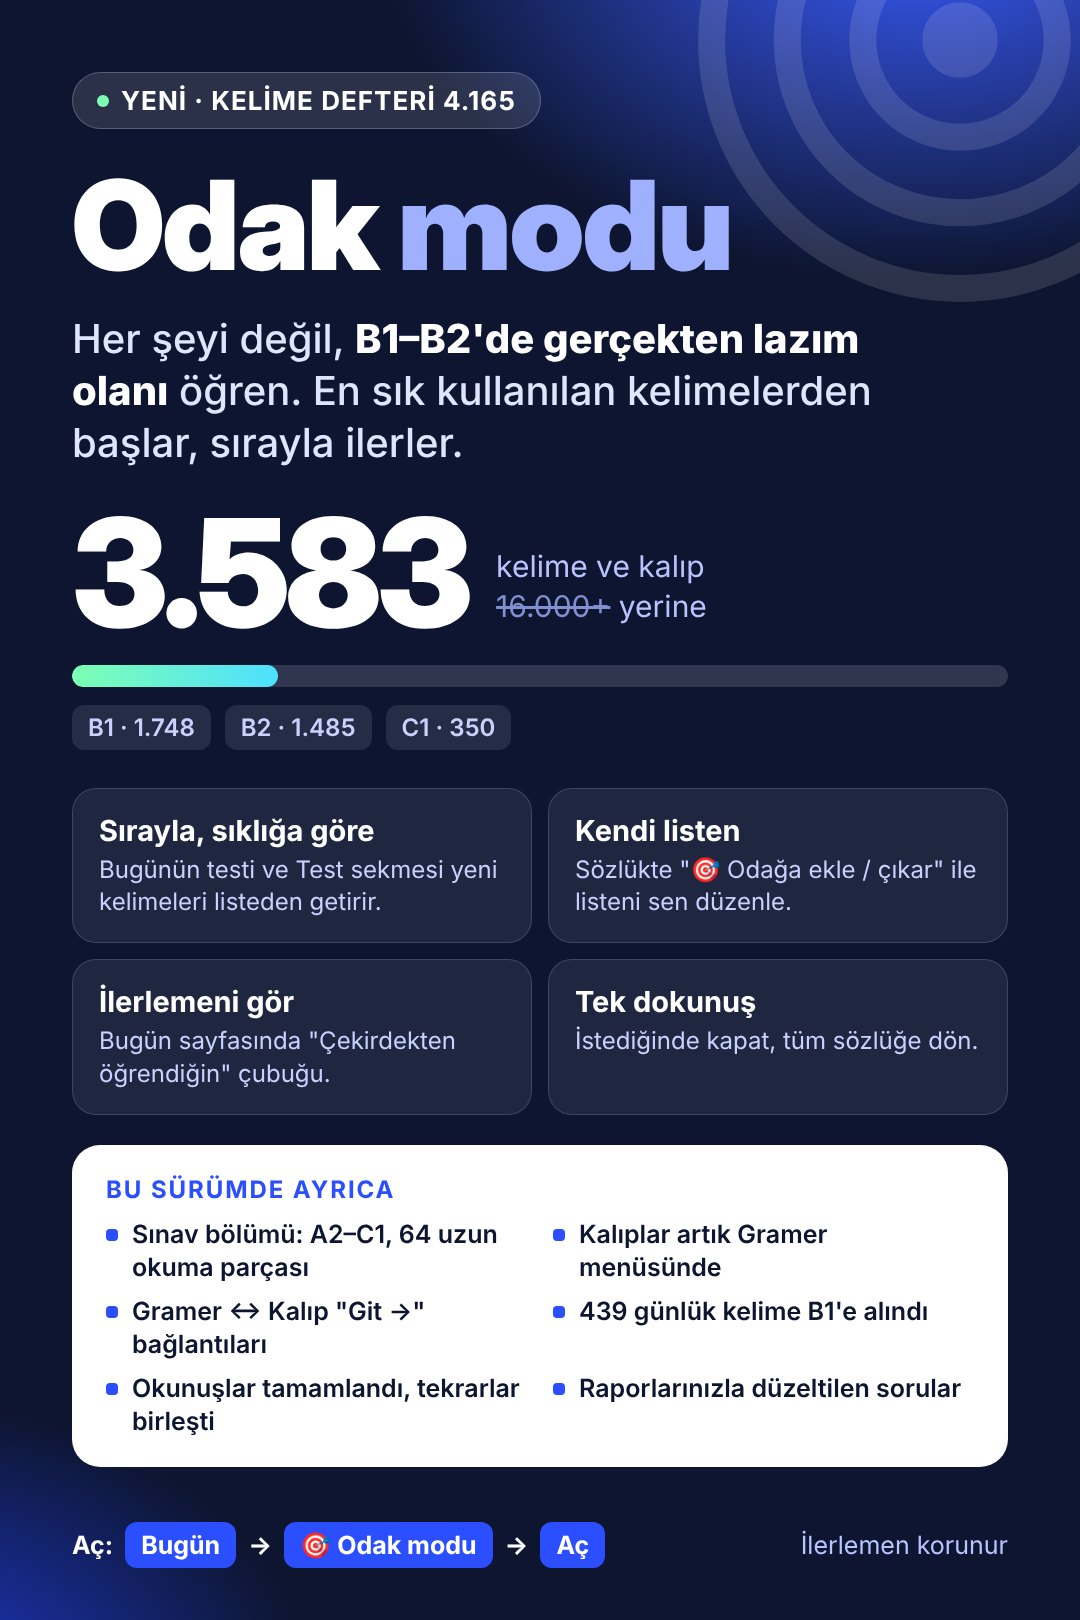 YENİ · KELİME DEFTERİ 4.165
Odak modu
Her şeyi değil, B1–B2'de gerçekten lazım
olanı öğren. En sık kullanılan kelimelerden
başlar, sırayla ilerler.
3.583
kelime ve kalıp
16.000+ yerine
B1 · 1.748
B2 · 1.485
C1 · 350
Sırayla, sıklığa göre
Bugünün testi ve Test sekmesi yeni
kelimeleri listeden getirir.
Kendi listen
Sözlükte "🎯 Odağa ekle / çıkar" ile
listeni sen düzenle.
İlerlemeni gör
Bugün sayfasında "Çekirdekten
öğrendiğin" çubuğu.
Tek dokunuş
İstediğinde kapat, tüm sözlüğe dön.
BU SÜRÜMDE AYRICA
Sınav bölümü: A2–C1, 64 uzun
okuma parçası
Kalıplar artık Gramer
menüsünde
Gramer ↔ Kalıp "Git →"
bağlantıları
439 günlük kelime B1'e alındı
Okunuşlar tamamlandı, tekrarlar
birleşti
Raporlarınızla düzeltilen sorular
Aç: Bugün → 🎯 Odak modu → Aç
İlerlemen korunur